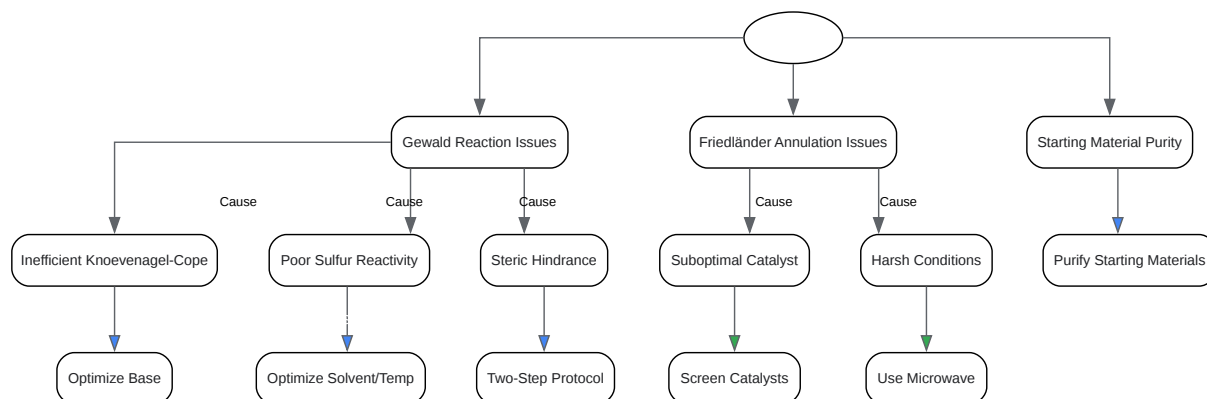 Gewald Reaction Issues
Friedländer Annulation Issues
Starting Material Purity
Cause
Cause
Cause
Cause
Cause
Inefficient Knoevenagel-Cope
Poor Sulfur Reactivity
Steric Hindrance
Suboptimal Catalyst
Harsh Conditions
Purify Starting Materials
Optimize Base
Optimize Solvent/Temp
Two-Step Protocol
Screen Catalysts
Use Microwave